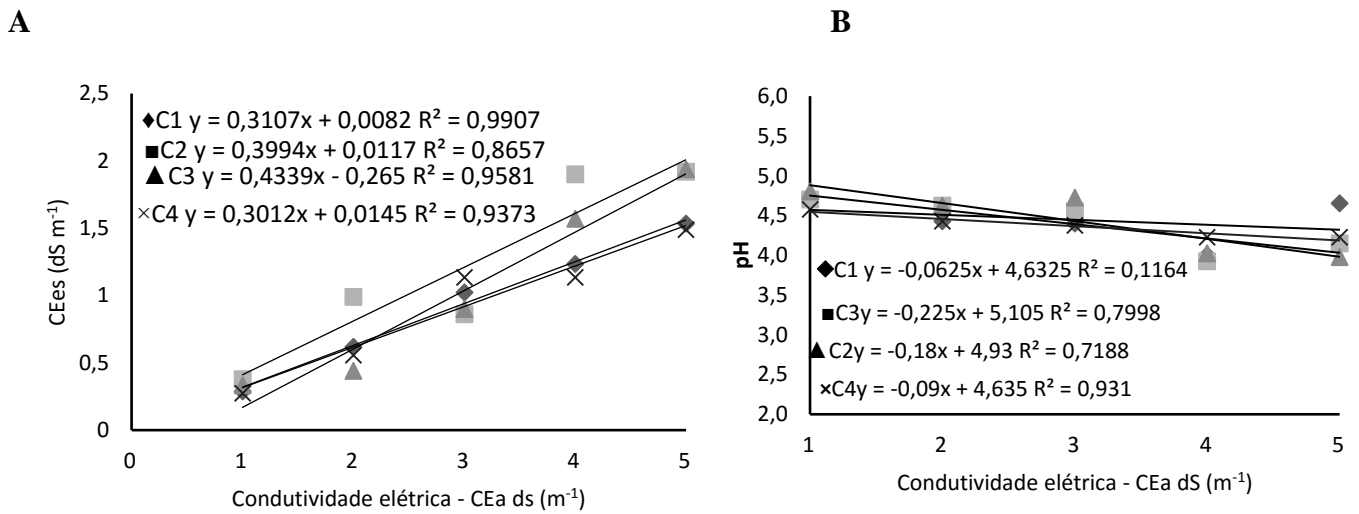 A
B
2,5
2
1,5
1
0,5
0
CEes (dS m⁻¹)
♦C1 y = 0,3107x + 0,0082 R² = 0,9907
■C2 y = 0,3994x + 0,0117 R² = 0,8657
▲C3 y = 0,4339x - 0,265 R² = 0,9581
×C4 y = 0,3012x + 0,0145 R² = 0,9373
0 1 2 3 4 5
Condutividade elétrica - CEa ds (m⁻¹)
6,0
5,5
5,0
4,5
4,0
3,5
3,0
2,5
2,0
pH
◆C1 y = -0,0625x + 4,6325 R² = 0,1164
■C3y = -0,225x + 5,105 R² = 0,7998
▲C2y = -0,18x + 4,93 R² = 0,7188
×C4y = -0,09x + 4,635 R² = 0,931
1 2 3 4 5
Condutividade elétrica - CEa dS (m⁻¹)